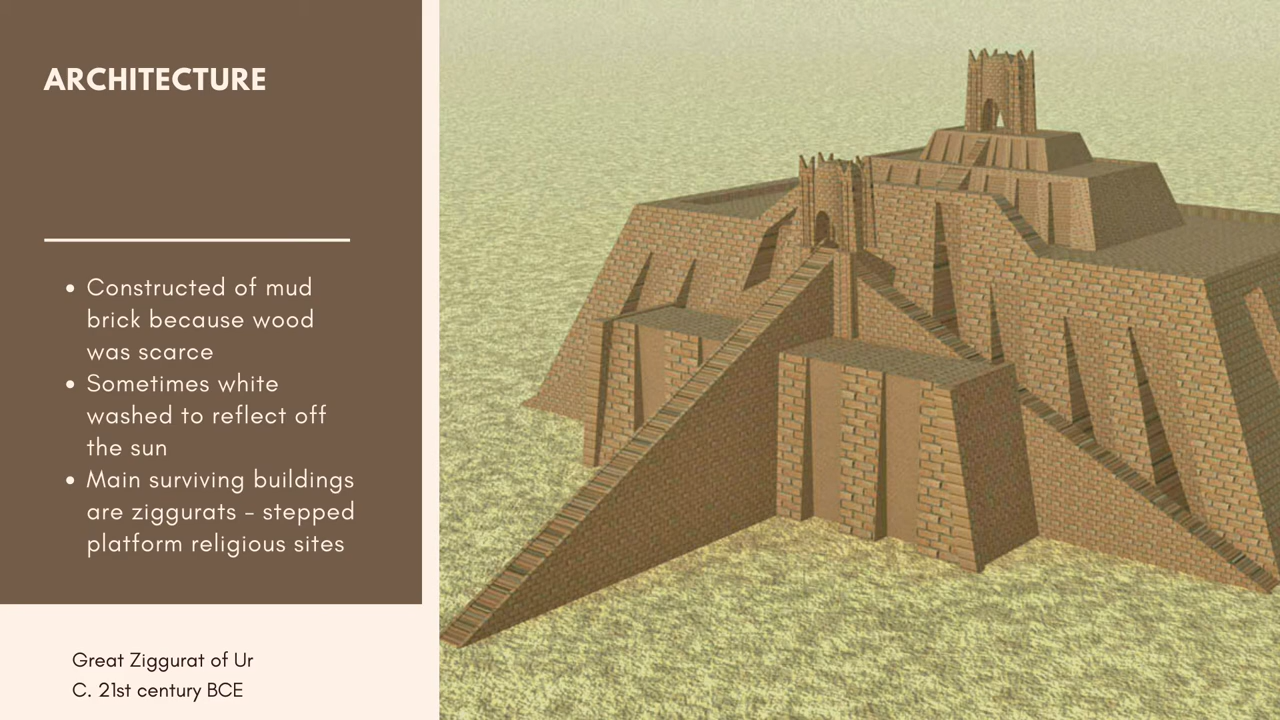 ARCHITECTURE
• Constructed of mud
brick because wood
was scarce
• Sometimes white
washed to reflect off
the sun
• Main surviving buildings
are ziggurats - stepped
platform religious sites
Great Ziggurat of Ur
C. 21st century BCE